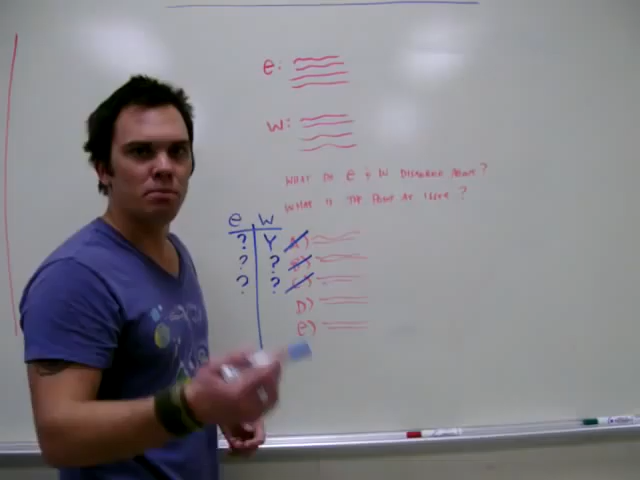 e:
W:
WHAT DO e & W DISAGREE ABOUT?
WHAT IS THE POINT AT ISSUE?
e W
? Y A)
? ? B)
? ? C)
D)
e)